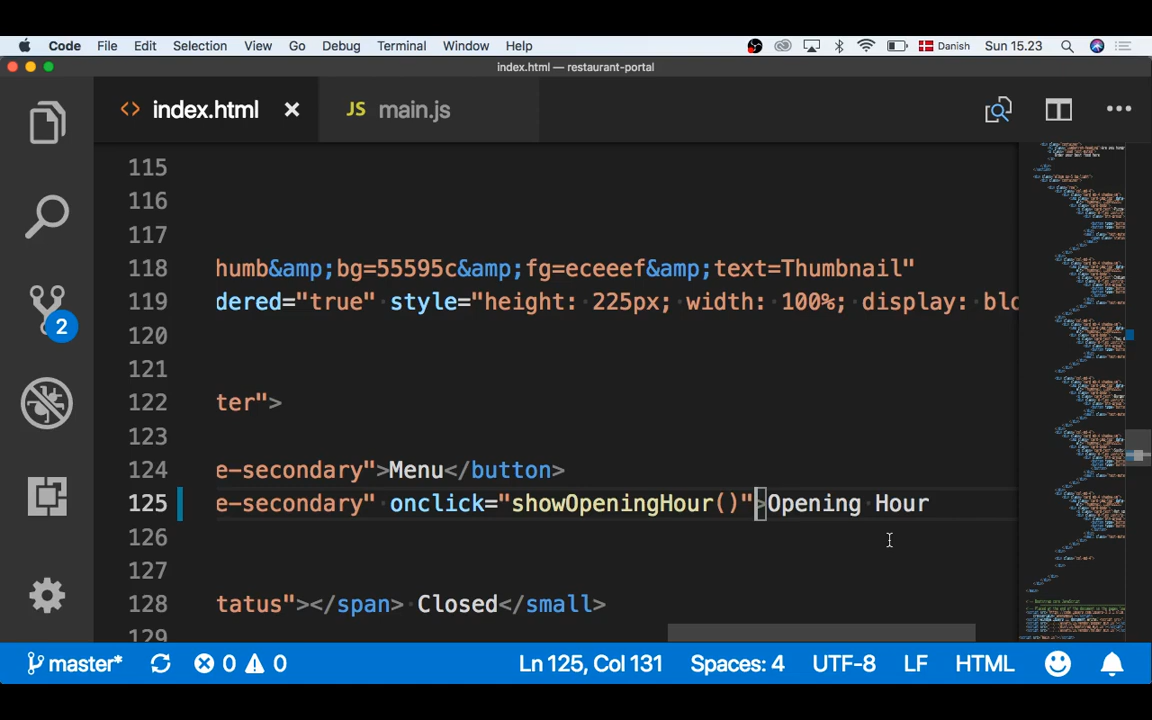 Code File Edit Selection View Go Debug Terminal Window Help Danish Sun 15.23
index.html — restaurant-portal
<> index.html × JS main.js •••
115
116
117
118 humb&amp;bg=55595c&amp;fg=eceeef&amp;text=Thumbnail"
119 dered="true" style="height: 225px; width: 100%; display: blo
120
121
122 ter">
123
124 e-secondary">Menu</button>
125 e-secondary" onclick="showOpeningHour()">Opening Hour
126
127
128 tatus"></span> Closed</small>
129
2
master* 0 0 Ln 125, Col 131 Spaces: 4 UTF-8 LF HTML